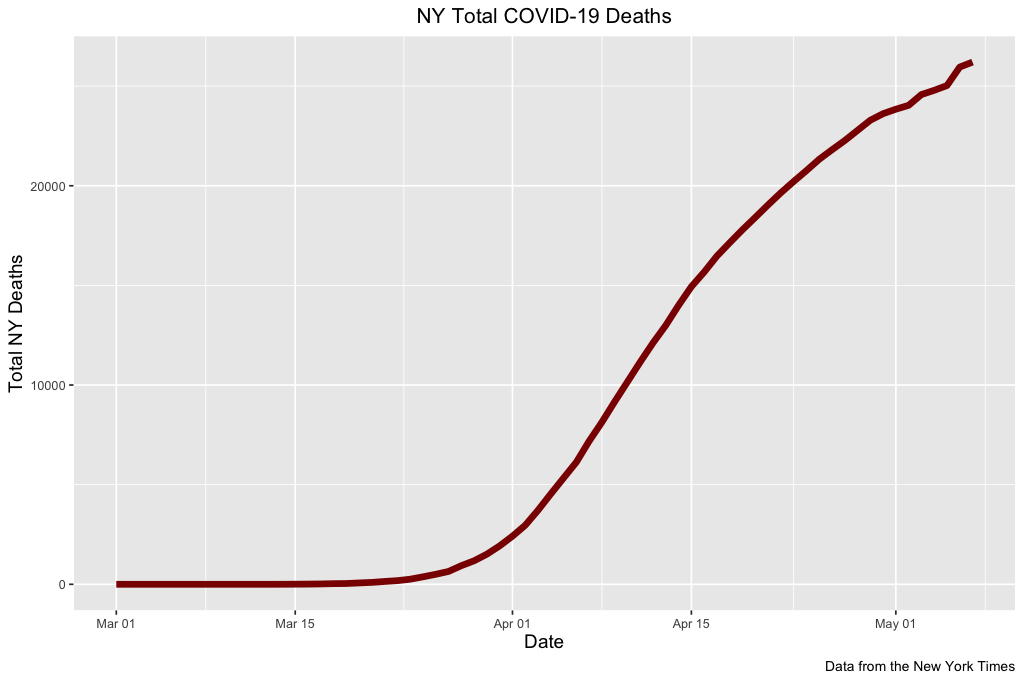 NY Total COVID-19 Deaths
Total NY Deaths
20000
10000
0
Mar 01 Mar 15 Apr 01 Apr 15 May 01
Date
Data from the New York Times